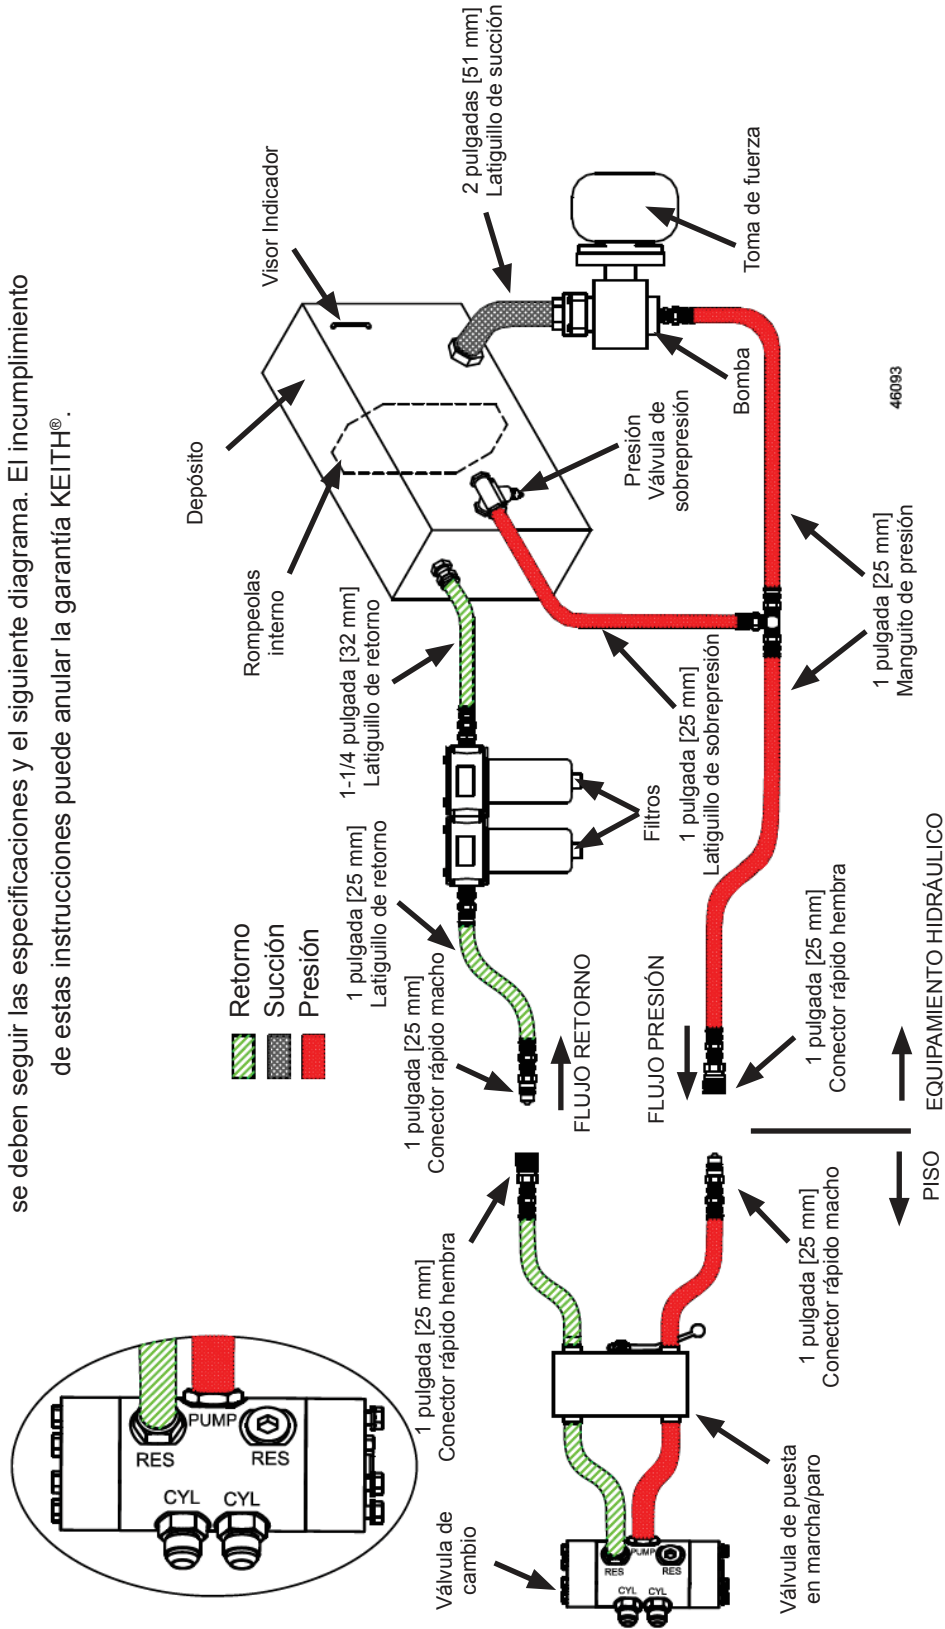 se deben seguir las especificaciones y el siguiente diagrama. El incumplimiento
de estas instrucciones puede anular la garantía KEITH®.
Retorno
Succión
Presión
Depósito
Visor Indicador
2 pulgadas [51 mm]
Latiguillo de succión
Rompeolas
interno
Toma de fuerza
Bomba
Presión
Válvula de
sobrepresión
1-1/4 pulgada [32 mm]
Latiguillo de retorno
1 pulgada [25 mm]
Latiguillo de retorno
Filtros
1 pulgada [25 mm]
Latiguillo de sobrepresión
1 pulgada [25 mm]
Manguito de presión
46093
1 pulgada [25 mm]
Conector rápido macho
FLUJO RETORNO
FLUJO PRESIÓN
1 pulgada [25 mm]
Conector rápido hembra
EQUIPAMIENTO HIDRÁULICO
PISO
1 pulgada [25 mm]
Conector rápido hembra
1 pulgada [25 mm]
Conector rápido macho
Válvula de
cambio
Válvula de puesta
en marcha/paro
RES
PUMP
RES
CYL
CYL
RES
PUMP
RES
CYL
CYL